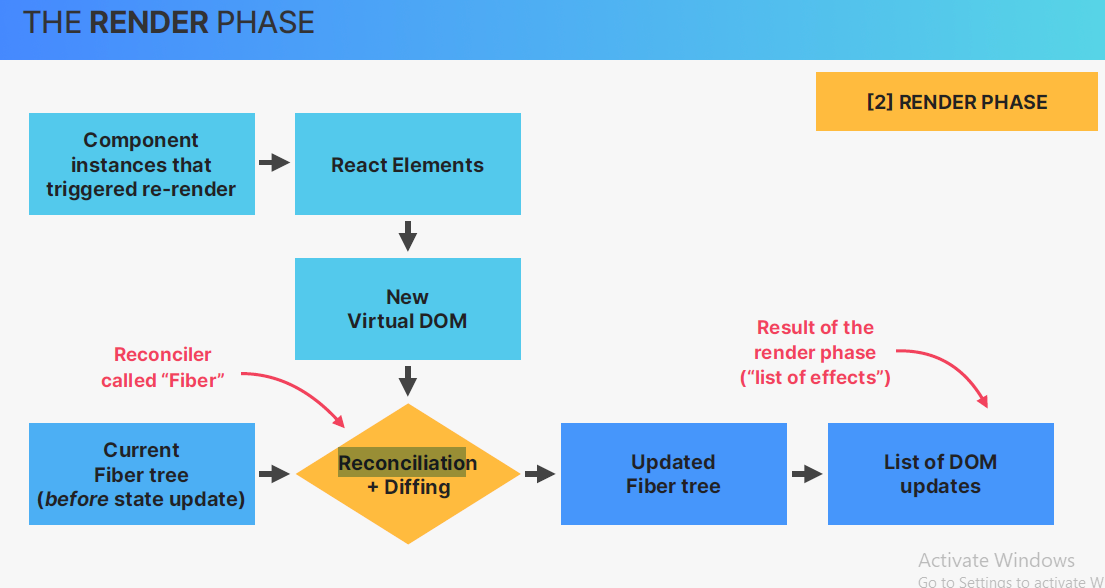 THE RENDER PHASE
[2] RENDER PHASE
Component
instances that
triggered re-render
React Elements
New
Virtual DOM
Reconciler
called “Fiber”
Result of the
render phase
(“list of effects”)
Current
Fiber tree
(before state update)
Reconciliation
+ Diffing
Updated
Fiber tree
List of DOM
updates
Activate Windows
Go to Settings to activate W